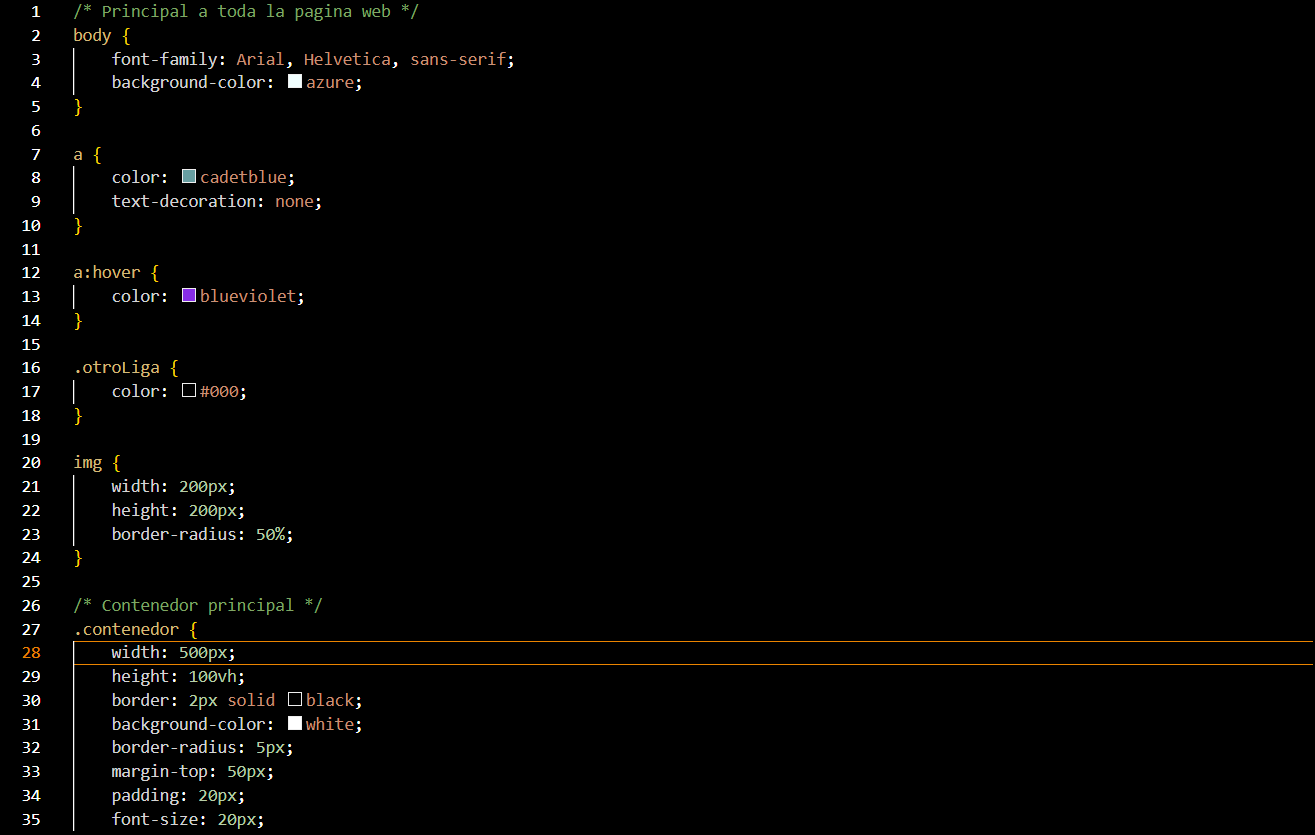 1 /* Principal a toda la pagina web */
2 body {
3 font-family: Arial, Helvetica, sans-serif;
4 background-color: azure;
5 }
6
7 a {
8 color: cadetblue;
9 text-decoration: none;
10 }
11
12 a:hover {
13 color: blueviolet;
14 }
15
16 .otroLiga {
17 color: #000;
18 }
19
20 img {
21 width: 200px;
22 height: 200px;
23 border-radius: 50%;
24 }
25
26 /* Contenedor principal */
27 .contenedor {
28 width: 500px;
29 height: 100vh;
30 border: 2px solid black;
31 background-color: white;
32 border-radius: 5px;
33 margin-top: 50px;
34 padding: 20px;
35 font-size: 20px;